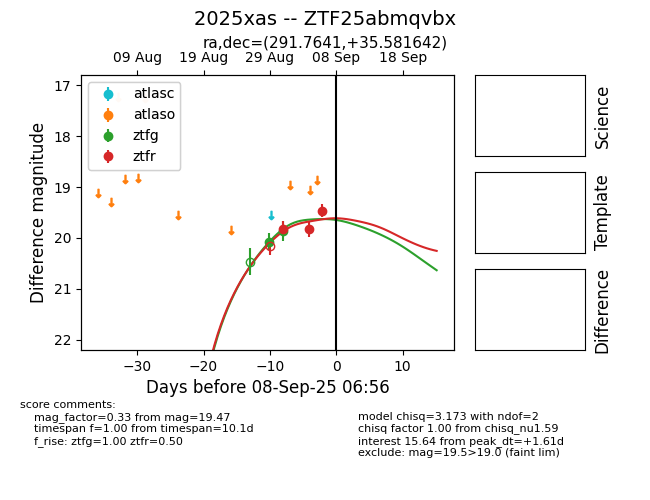 2025xas -- ZTF25abmqvbx
ra,dec=(291.7641,+35.581642)
09 Aug 19 Aug 29 Aug 08 Sep 18 Sep
atlasc
atlaso
ztfg
ztfr
17
18
19
20
21
22
Difference magnitude
−30 −20 −10 0 10
Days before 08-Sep-25 06:56
Science
Template
Difference
score comments:
mag_factor=0.33 from mag=19.47
timespan f=1.00 from timespan=10.1d
f_rise: ztfg=1.00 ztfr=0.50
model chisq=3.173 with ndof=2
chisq factor 1.00 from chisq_nu1.59
interest 15.64 from peak_dt=+1.61d
exclude: mag=19.5>19.0 (faint lim)